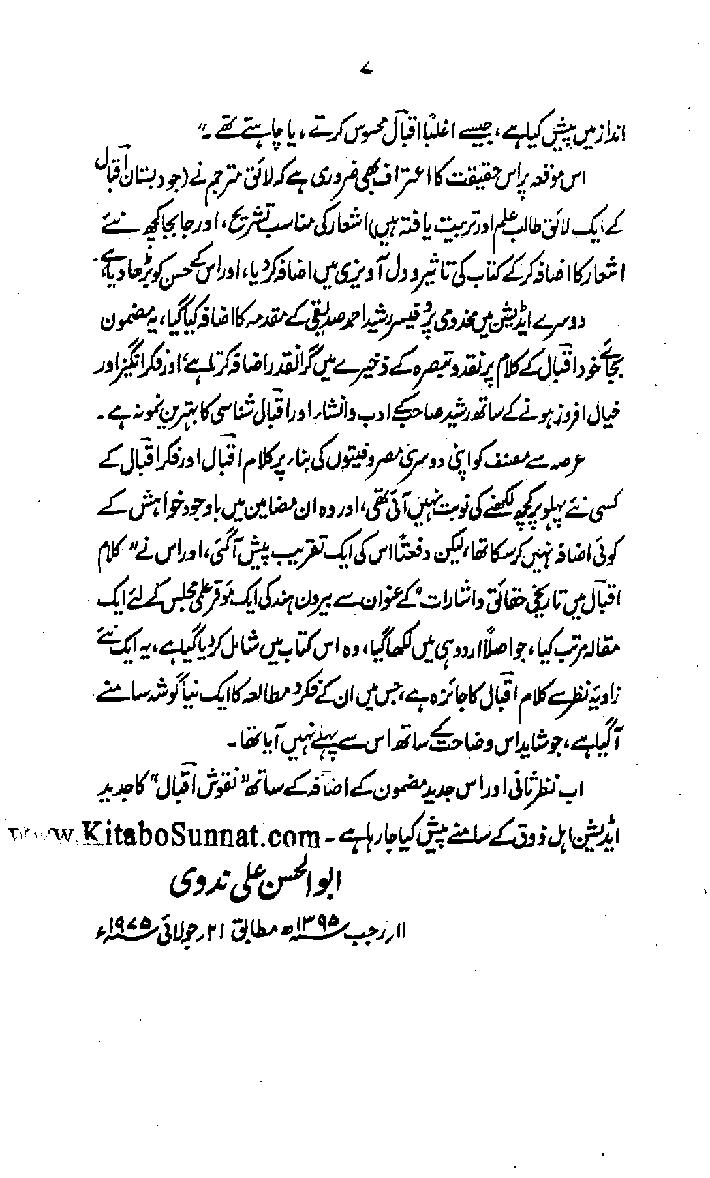 ۷
انداز میں پیش کیا ہے، جیسے اغلبًا اقبالؔ محسوس کرتے، یا چاہتے تھے۔"
اس موقعہ پر اس حقیقت کا اعتراف بھی ضروری ہے کہ لائق مترجم نے (جو دبستان اقبالؔ
کے ایک لائق طالب علم اور تربیت یافتہ ہیں) اشعار کی مناسب تشریح، اور جا بجا کچھ نئے
اشعار کا اضافہ کر کے کتاب کی تاثیر و دل آویزی میں اضافہ کر دیا، اور اس کے حسن کو بڑھا دیا ہے۔
دوسرے ایڈیشن میں مخدومی پروفیسر رشید احمد صدیقی کے مقدمہ کا اضافہ کیا گیا، یہ مضمون
بجائے خود اقبال کے کلام پر نقد و تبصرہ کے ذخیرے میں گرانقدر اضافہ کرتا ہے، اور فکر انگیز اور
خیال افروز ہونے کے ساتھ رشید صاحب کے ادب و انشاء اور اقبال شناسی کا بہترین نمونہ ہے۔
عرصہ سے مصنف کو اپنی دوسری مصروفیتوں کی بناء پر کلام اقبالؔ اور فکر اقبال کے
کسی نئے پہلو پر کچھ لکھنے کی نوبت نہیں آئی تھی، اور وہ ان مضامین میں باوجود خواہش کے
کوئی اضافہ نہیں کر سکا تھا، لیکن دفعتًا اس کی ایک تقریب پیش آگئی، اور اس نے "کلام
اقبالؔ میں تاریخی حقائق و اشارات" کے عنوان سے بیرون ہند کی ایک موقر علمی مجلس کے لئے ایک
مقالہ مرتب کیا، جو اصلًا اردو ہی میں لکھا گیا، وہ اس کتاب میں شامل کر دیا گیا ہے، یہ ایک نئے
زاویۂ نظر سے کلام اقبالؔ کا جائزہ ہے، جس میں ان کے فکر و مطالعہ کا ایک نیا گوشہ سامنے
آ گیا ہے، جو شاید اس وضاحت کے ساتھ اس سے پہلے نہیں آیا تھا۔
اب نظر ثانی اور اس جدید مضمون کے اضافہ کے ساتھ "نقوش اقبالؔ" کا جدید
ایڈیشن اہل ذوق کے سامنے پیش کیا جا رہا ہے۔ w.KitaboSunnat.com
ابوالحسن علی ندوی
۱۱؍رجب ۱۳۹۵ھ مطابق ۲۱؍جولائی ۱۹۷۵ء